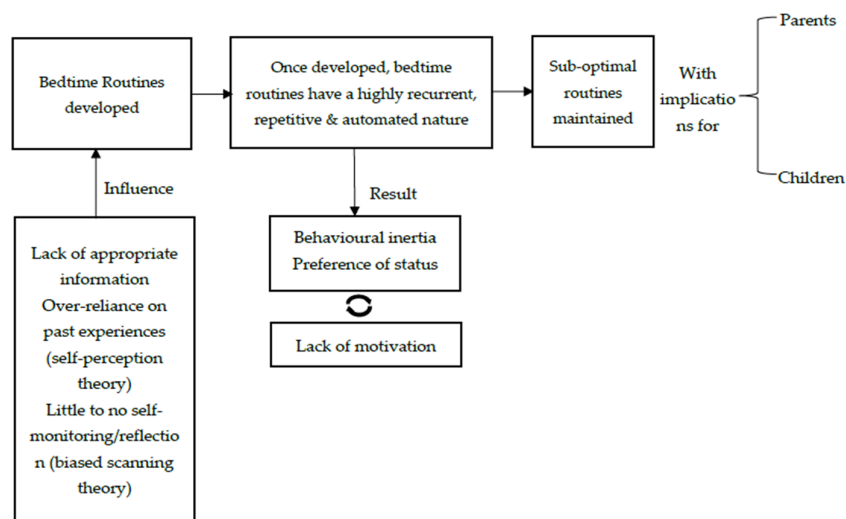 Parents
Bedtime Routines
developed
Once developed, bedtime
routines have a highly recurrent,
repetitive & automated nature
Sub-optimal
routines
maintained
With
implicatio
ns for
Children
Influence
Result
Lack of appropriate
information
Over-reliance on
past experiences
(self-perception
theory)
Little to no self-
monitoring/reflectio
n (biased scanning
theory)
Behavioural inertia
Preference of status
Lack of motivation